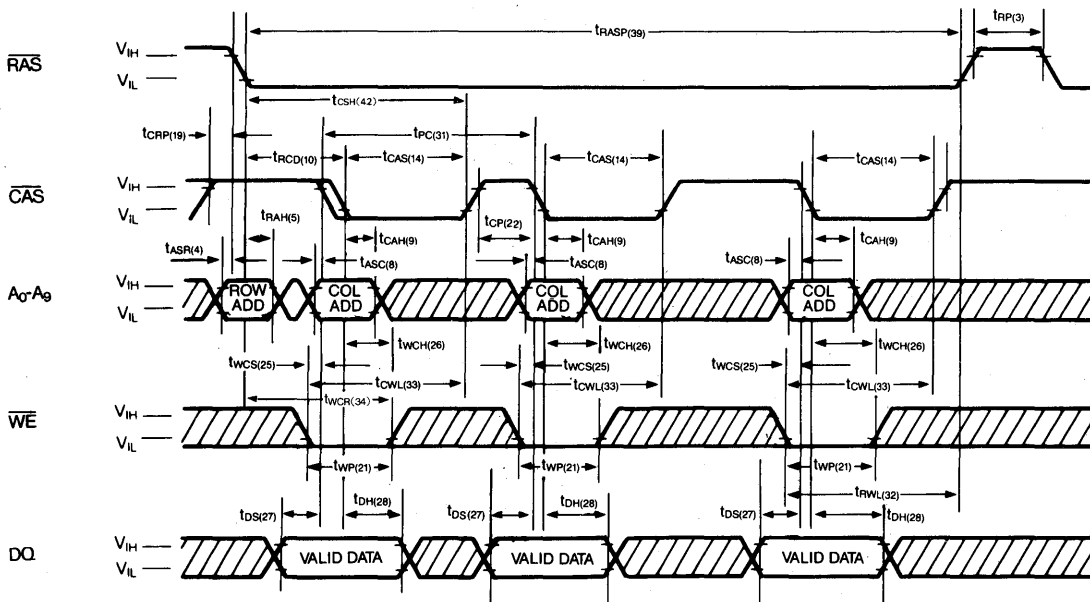 tRASP(39)
tRP(3)
RAS
VIH
VIL
tCSH(42)
tCRP(19)
tPC(31)
tRCD(10)
tCAS(14)
tCAS(14)
tCAS(14)
CAS
VIH
VIL
tRAH(5)
tCAH(9)
tCP(22)
tCAH(9)
tCAH(9)
tASR(4)
tASC(8)
tASC(8)
tASC(8)
A0-A9
VIH
VIL
ROW ADD
COL ADD
COL ADD
COL ADD
tWCH(26)
tWCH(26)
tWCH(26)
tWCS(25)
tWCS(25)
tWCS(25)
tCWL(33)
tCWL(33)
tCWL(33)
tWCR(34)
WE
VIH
VIL
tWP(21)
tWP(21)
tWP(21)
tRWL(32)
tDS(27)
tDH(28)
tDS(27)
tDH(28)
tDS(27)
tDH(28)
DQ
VIH
VIL
VALID DATA
VALID DATA
VALID DATA